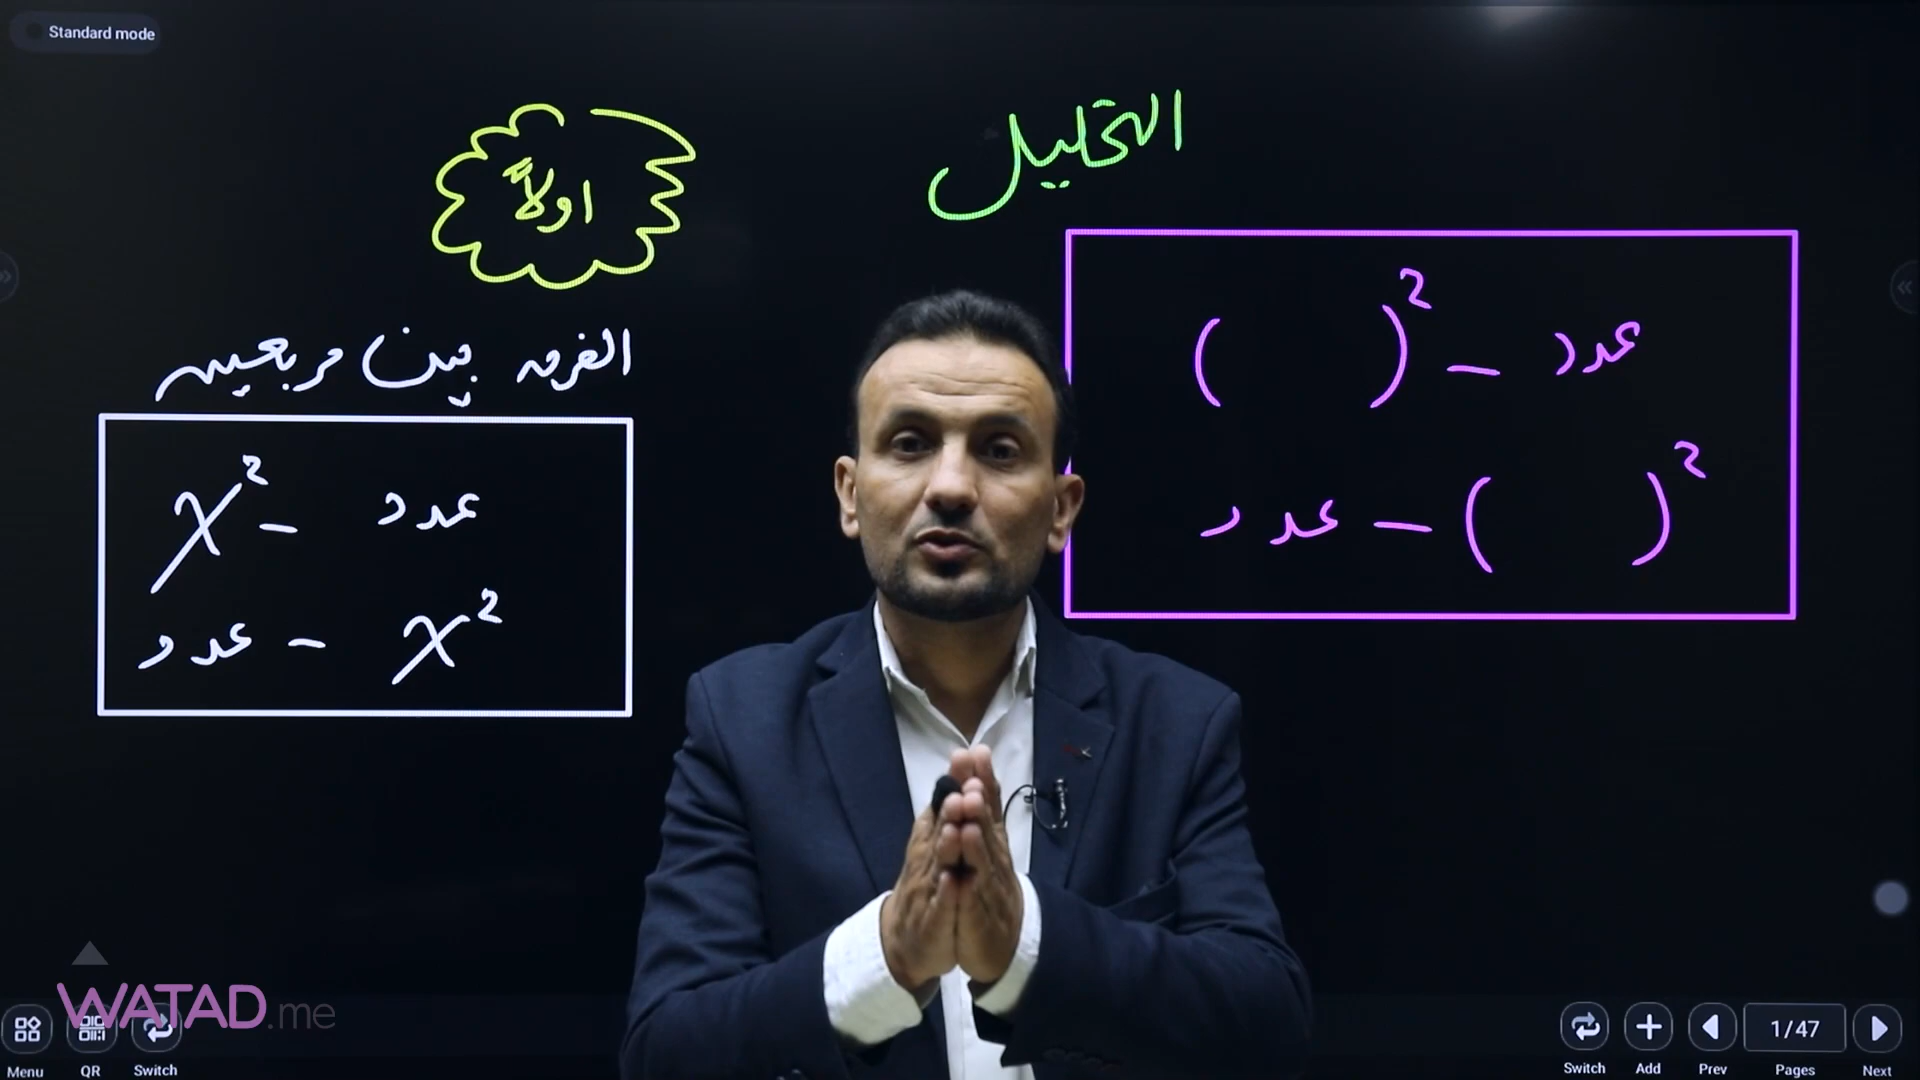 Standard mode
التحليل
اولاً
الفرق بين مربعين
x² - عدد
عدد - x²
(     )² - عدد
عدد - (     )²
WATAD.me
Menu QR Switch
Switch Add Prev 1/47 Pages Next